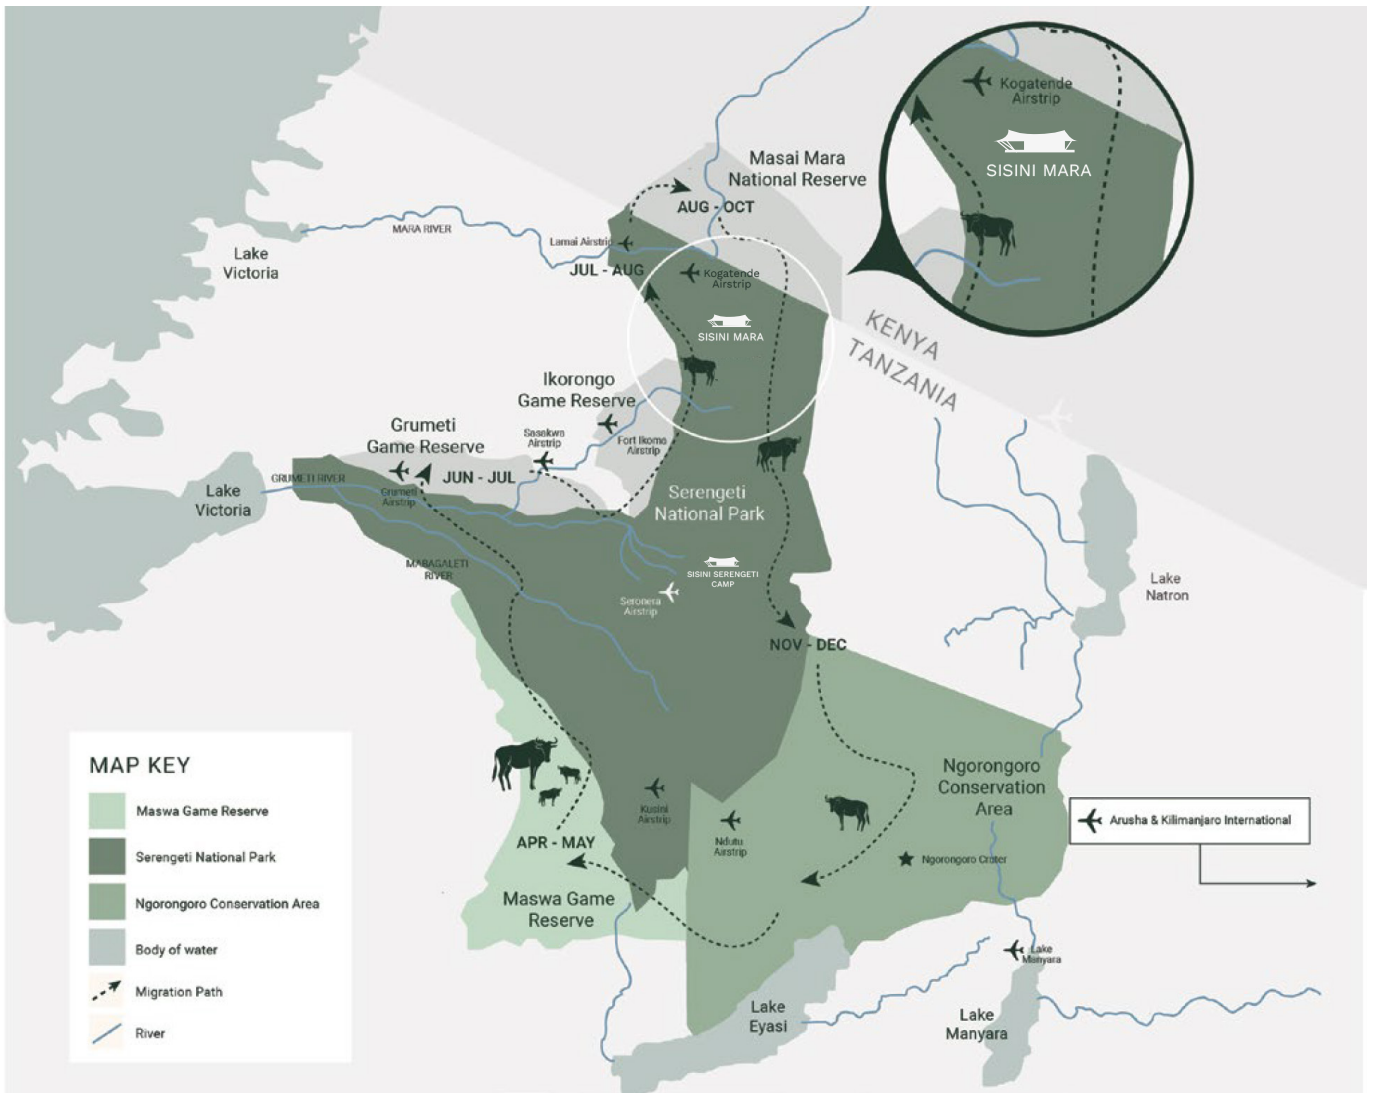 Kogatende
Airstrip
SISINI MARA
Masai Mara
National Reserve
AUG - OCT
MARA RIVER
Lamai Airstrip
Lake
Victoria
JUL - AUG
Kogatende
Airstrip
SISINI MARA
KENYA
TANZANIA
Ikorongo
Game Reserve
Grumeti
Game Reserve
Sasakwa
Airstrip
Fort Ikoma
Airstrip
JUN - JUL
GRUMETI RIVER
Grumeti
Airstrip
Lake
Victoria
Serengeti
National Park
MABAGALETI
RIVER
SISINI SERENGETI
CAMP
Seronera
Airstrip
Lake
Natron
NOV - DEC
MAP KEY
Maswa Game Reserve
Serengeti National Park
Ngorongoro Conservation Area
Body of water
Migration Path
River
Ngorongoro
Conservation
Area
Kusini
Airstrip
Ndutu
Airstrip
Arusha & Kilimanjaro International
APR - MAY
Ngorongoro Crater
Maswa Game
Reserve
Lake
Manyara
Lake
Eyasi
Lake
Manyara